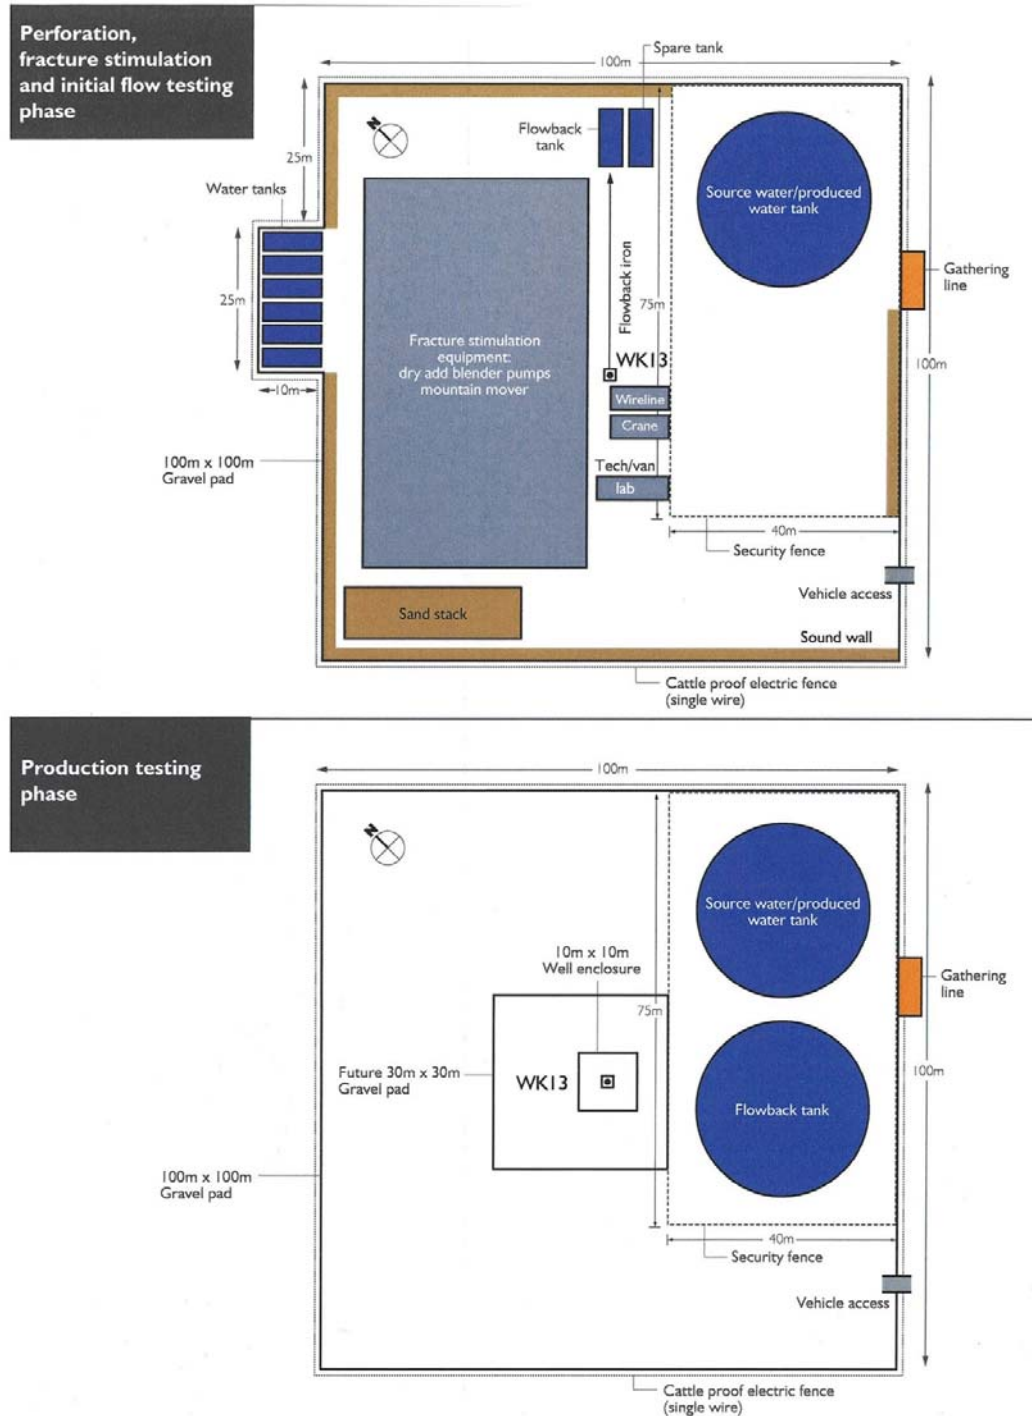 Perforation,
fracture stimulation
and initial flow testing
phase
Spare tank
100m
N
Flowback
tank
25m
Water tanks
Source water/produced
water tank
Flowback iron
Gathering
line
25m
75m
Fracture stimulation
equipment:
dry add blender pumps
mountain mover
WK13
100m
10m
Wireline
Crane
100m x 100m
Gravel pad
Tech/van
lab
40m
Security fence
Vehicle access
Sand stack
Sound wall
Cattle proof electric fence
(single wire)
Production testing
phase
100m
N
Source water/produced
water tank
10m x 10m
Well enclosure
Gathering
line
75m
Future 30m x 30m
Gravel pad
WK13
100m
Flowback tank
100m x 100m
Gravel pad
40m
Security fence
Vehicle access
Cattle proof electric fence
(single wire)